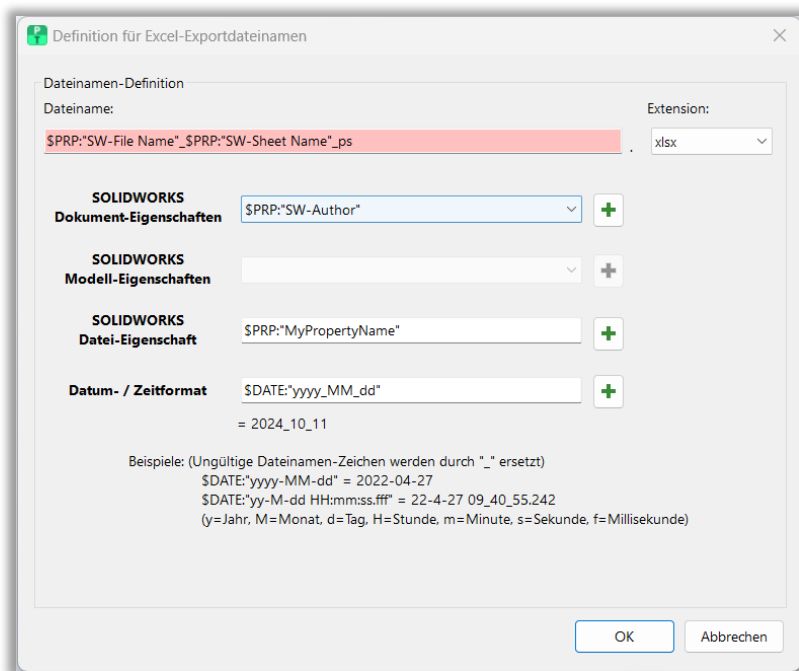 Definition für Excel-Exportdateinamen
Dateinamen-Definition
Dateiname:
Extension:
$PRP:"SW-File Name"_$PRP:"SW-Sheet Name"_ps
.
xlsx
SOLIDWORKS
Dokument-Eigenschaften
$PRP:"SW-Author"
SOLIDWORKS
Modell-Eigenschaften
SOLIDWORKS
Datei-Eigenschaft
$PRP:"MyPropertyName"
Datum- / Zeitformat
$DATE:"yyyy_MM_dd"
= 2024_10_11
Beispiele: (Ungültige Dateinamen-Zeichen werden durch "_" ersetzt)
$DATE:"yyyy-MM-dd" = 2022-04-27
$DATE:"yy-M-dd HH:mm:ss.fff" = 22-4-27 09_40_55.242
(y=Jahr, M=Monat, d=Tag, H=Stunde, m=Minute, s=Sekunde, f=Millisekunde)
OK
Abbrechen